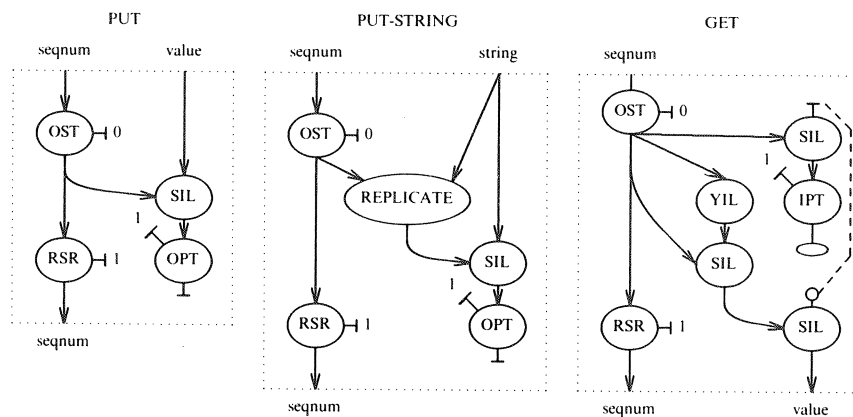 PUT PUT-STRING GET
seqnum value seqnum string seqnum
OST 0 OST 0 OST 0 SIL
1
REPLICATE YIL IPT
SIL
1
RSR 1 OPT SIL SIL
1
RSR 1 OPT RSR 1 SIL
seqnum
seqnum seqnum value